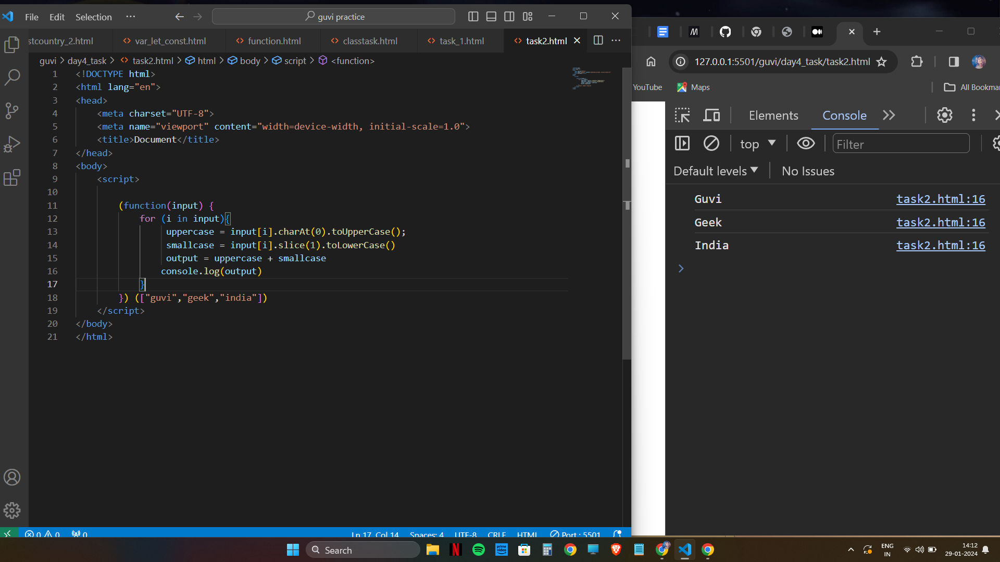 File Edit Selection ··· guvi practice
stcountry_2.html var_let_const.html function.html classtask.html task_1.html task2.html
guvi > day4_task > task2.html > html > body > script > <function>
1 <!DOCTYPE html>
2 <html lang="en">
3 <head>
4 <meta charset="UTF-8">
5 <meta name="viewport" content="width=device-width, initial-scale=1.0">
6 <title>Document</title>
7 </head>
8 <body>
9 <script>
10
11 (function(input) {
12 for (i in input){
13 uppercase = input[i].charAt(0).toUpperCase();
14 smallcase = input[i].slice(1).toLowerCase()
15 output = uppercase + smallcase
16 console.log(output)
17 }
18 }) (["guvi","geek","india"])
19 </script>
20 </body>
21 </html>
0 0 0 Ln 17, Col 14 Spaces: 4 UTF-8 CRLF HTML Port : 5501
127.0.0.1:5501/guvi/day4_task/task2.html
YouTube Maps All Bookmar
Elements Console
top Filter
Default levels No Issues
Guvi task2.html:16
Geek task2.html:16
India task2.html:16
>
Search
prime video
ENG
IN
14:12
29-01-2024